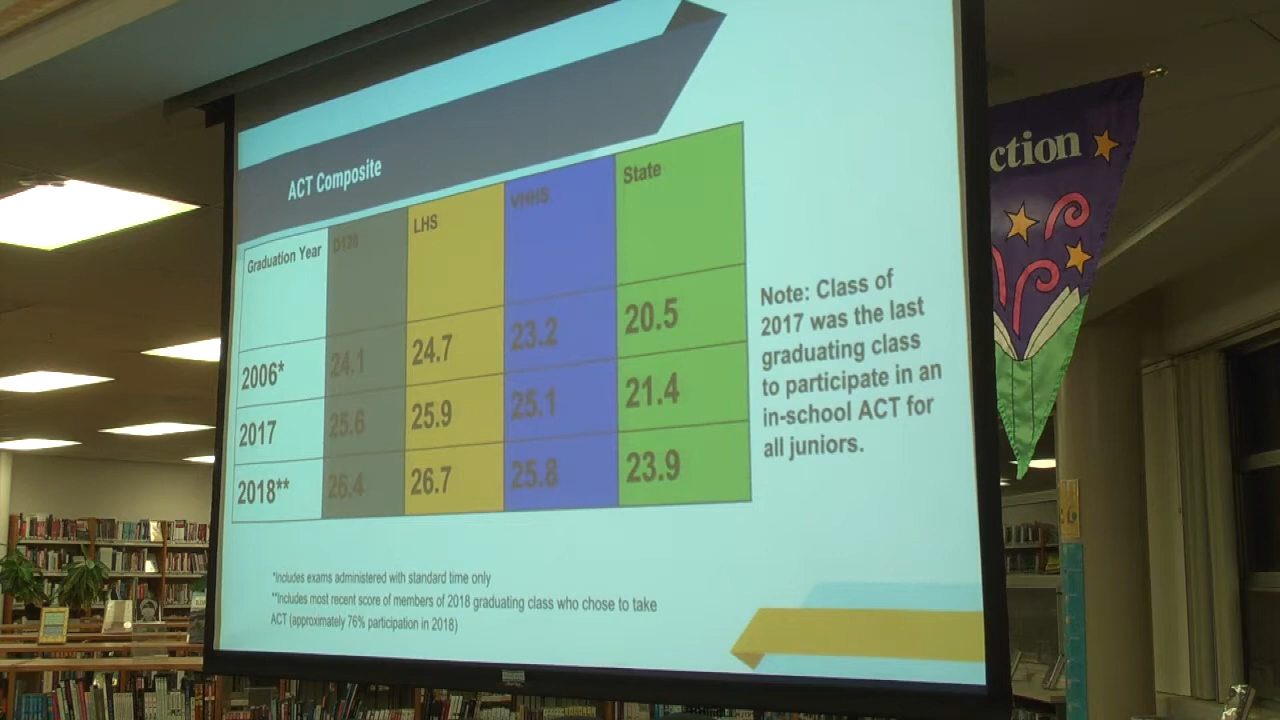 ACT Composite
Graduation Year D128 LHS VHHS State
2006* 24.1 24.7 23.2 20.5
2017 25.6 25.9 25.1 21.4
2018** 26.4 26.7 25.8 23.9
Note: Class of
2017 was the last
graduating class
to participate in an
in-school ACT for
all juniors.
*Includes exams administered with standard time only
**Includes most recent score of members of 2018 graduating class who chose to take
ACT (approximately 76% participation in 2018)
ction